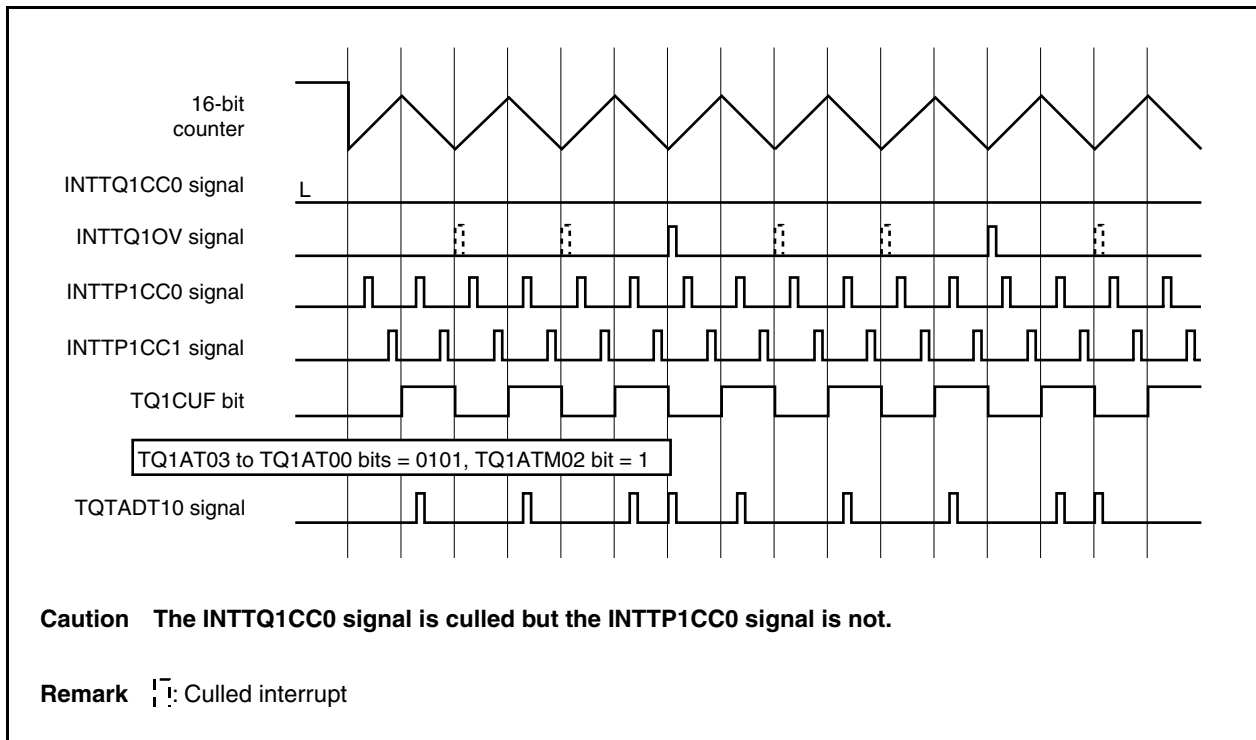 16-bit
counter
INTTQ1CC0 signal
L
INTTQ1OV signal
INTTP1CC0 signal
INTTP1CC1 signal
TQ1CUF bit
TQ1AT03 to TQ1AT00 bits = 0101, TQ1ATM02 bit = 1
TQTADT10 signal
Caution The INTTQ1CC0 signal is culled but the INTTP1CC0 signal is not.
Remark : Culled interrupt